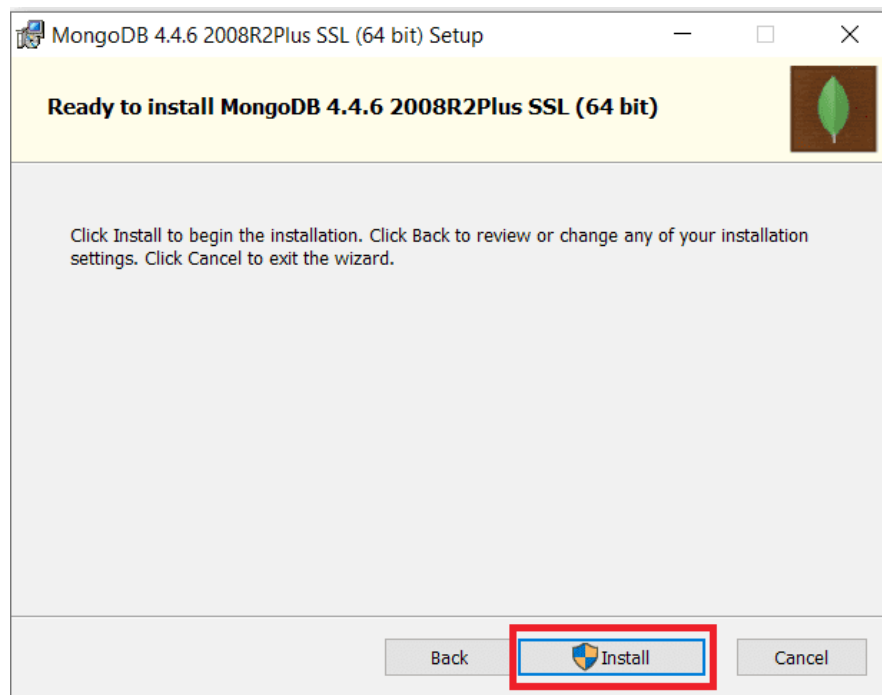 MongoDB 4.4.6 2008R2Plus SSL (64 bit) Setup
Ready to install MongoDB 4.4.6 2008R2Plus SSL (64 bit)
Click Install to begin the installation. Click Back to review or change any of your installation
settings. Click Cancel to exit the wizard.
Back
Install
Cancel